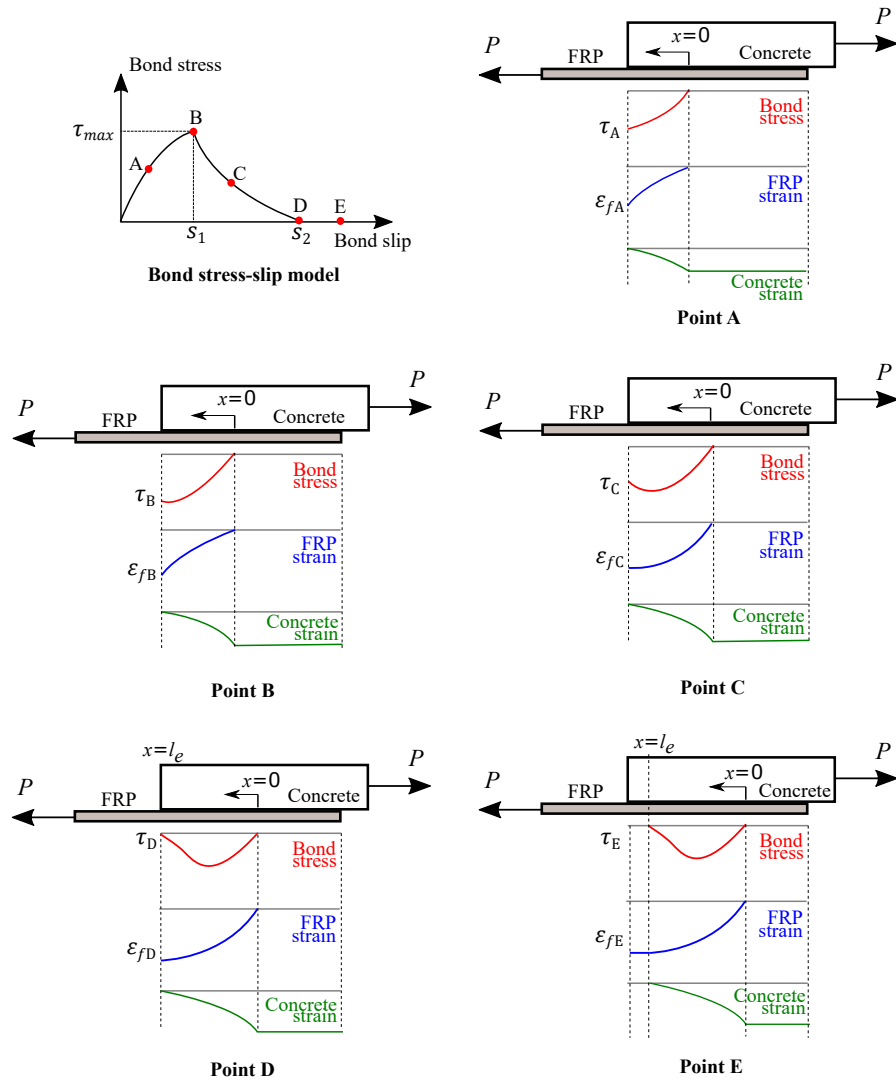 Bond stress
τmax
A
B
C
D
E
s1
s2
Bond slip
Bond stress-slip model
P
FRP
x=0
Concrete
P
τA
Bond
stress
εfA
FRP
strain
Concrete
strain
Point A
P
FRP
x=0
Concrete
P
τB
Bond
stress
εfB
FRP
strain
Concrete
strain
Point B
P
FRP
x=0
Concrete
P
τC
Bond
stress
εfC
FRP
strain
Concrete
strain
Point C
x=le
P
FRP
x=0
Concrete
P
τD
Bond
stress
εfD
FRP
strain
Concrete
strain
Point D
x=le
P
FRP
x=0
Concrete
P
τE
Bond
stress
εfE
FRP
strain
Concrete
strain
Point E